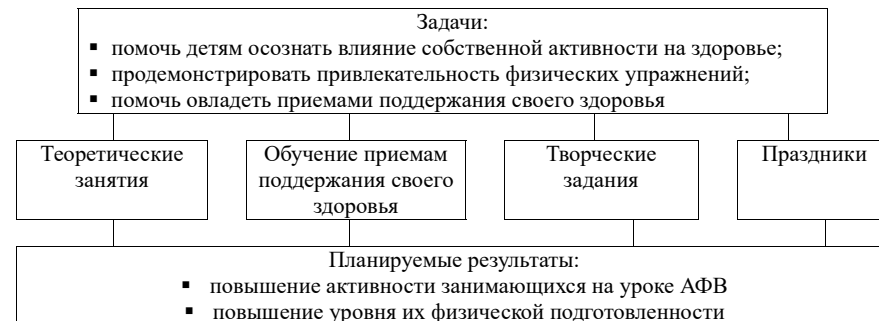 Задачи:
▪ помочь детям осознать влияние собственной активности на здоровье;
▪ продемонстрировать привлекательность физических упражнений;
▪ помочь овладеть приемами поддержания своего здоровья
Теоретические
занятия
Обучение приемам
поддержания своего
здоровья
Творческие
задания
Праздники
Планируемые результаты:
▪ повышение активности занимающихся на уроке АФВ
▪ повышение уровня их физической подготовленности